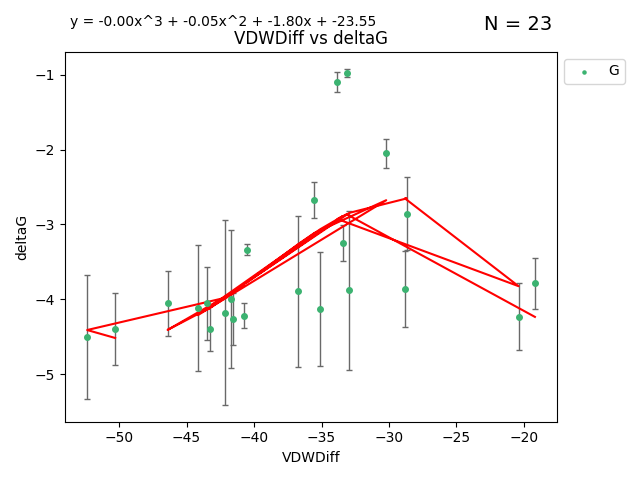 y = -0.00x^3 + -0.05x^2 + -1.80x + -23.55
N = 23
VDWDiff vs deltaG
G
−1
−2
−3
−4
−5
deltaG
−50
−45
−40
−35
−30
−25
−20
VDWDiff